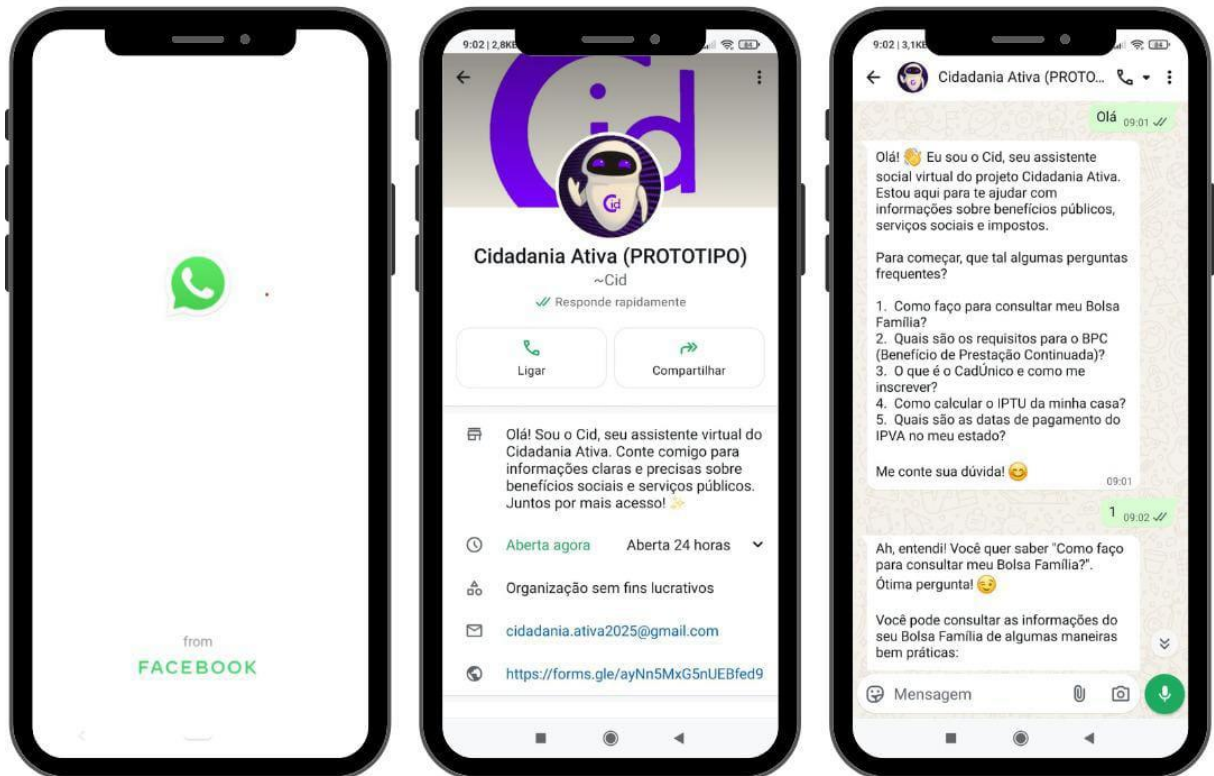 from
FACEBOOK
9:02 | 2,8KB
84
Cid
Cid
Cidadania Ativa (PROTOTIPO)
~Cid
Responde rapidamente
Ligar
Compartilhar
Olá! Sou o Cid, seu assistente virtual do
Cidadania Ativa. Conte comigo para
informações claras e precisas sobre
benefícios sociais e serviços públicos.
Juntos por mais acesso! ✨
Aberta agora Aberta 24 horas
Organização sem fins lucrativos
cidadania.ativa2025@gmail.com
https://forms.gle/ayNn5MxG5nUEBfed9
9:02 | 3,1KB
84
Cidadania Ativa (PROTO...
Olá 09:01
Olá! 👋 Eu sou o Cid, seu assistente
social virtual do projeto Cidadania Ativa.
Estou aqui para te ajudar com
informações sobre benefícios públicos,
serviços sociais e impostos.
Para começar, que tal algumas perguntas
frequentes?
1. Como faço para consultar meu Bolsa
Família?
2. Quais são os requisitos para o BPC
(Benefício de Prestação Continuada)?
3. O que é o CadÚnico e como me
inscrever?
4. Como calcular o IPTU da minha casa?
5. Quais são as datas de pagamento do
IPVA no meu estado?
Me conte sua dúvida! 😊
09:01
1 09:02
Ah, entendi! Você quer saber "Como faço
para consultar meu Bolsa Família?".
Ótima pergunta! 😉
Você pode consultar as informações do
seu Bolsa Família de algumas maneiras
bem práticas:
Mensagem